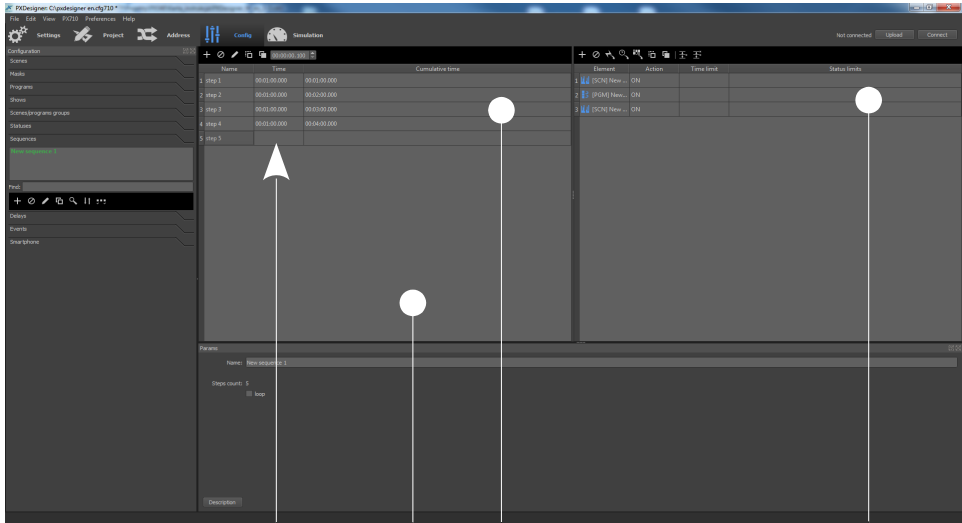 PXDesigner: C:\pxdesigner en.cfg710 *
File Edit View PX710 Preferences Help
Settings Project Address Config Simulation Not connected Upload Connect
Configuration
Scenes
Masks
Programs
Shows
Scenes/programs groups
Statuses
Sequences
New sequence 1
Find:
Delays
Events
Smartphone
00:00:00.100
Name Time Cumulative time
1 step 1 00:01:00.000 00:01:00.000
2 step 2 00:01:00.000 00:02:00.000
3 step 3 00:01:00.000 00:03:00.000
4 step 4 00:01:00.000 00:04:00.000
5 step 5
Element Action Time limit Status limits
1 [SCN] New ... ON
2 [PGM] New... ON
3 [SCN] New ... ON
Params
Name: New sequence 1
Steps count: 5
loop
Description